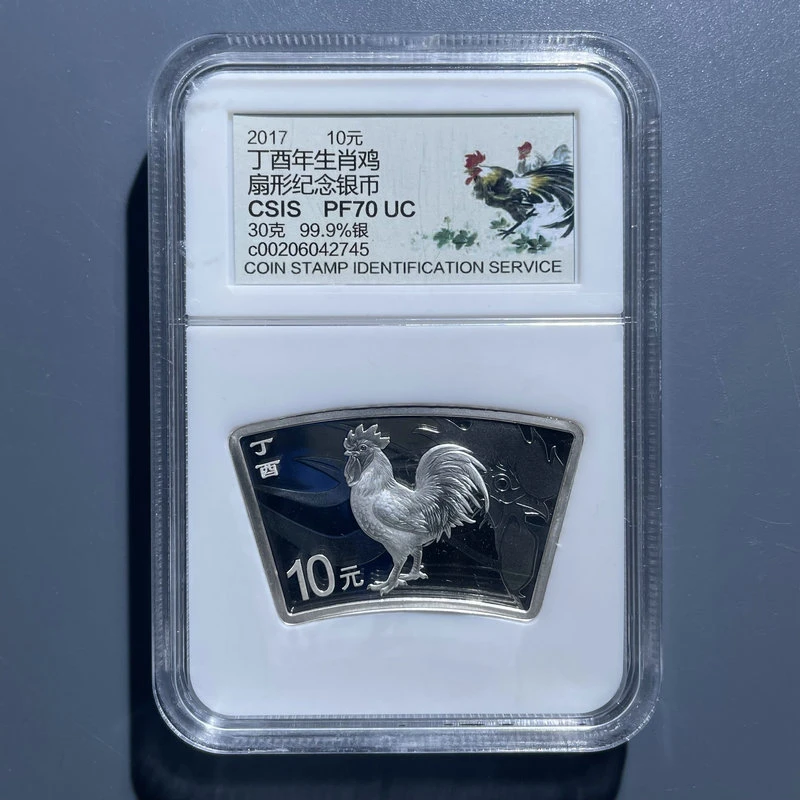 2017 10元
丁酉年生肖鸡
扇形纪念银币
CSIS PF70 UC
30克 99.9%银
c00206042745
COIN STAMP IDENTIFICATION SERVICE
丁
酉
10元